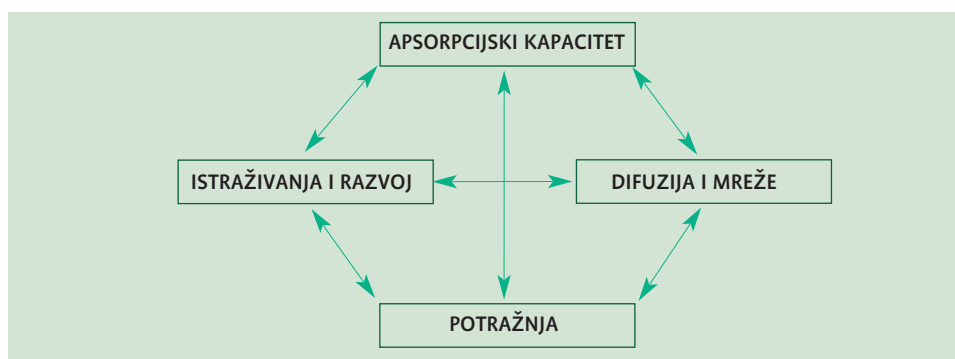 APSORPCIJSKI KAPACITET
ISTRAŽIVANJA I RAZVOJ
DIFUZIJA I MREŽE
POTRAŽNJA